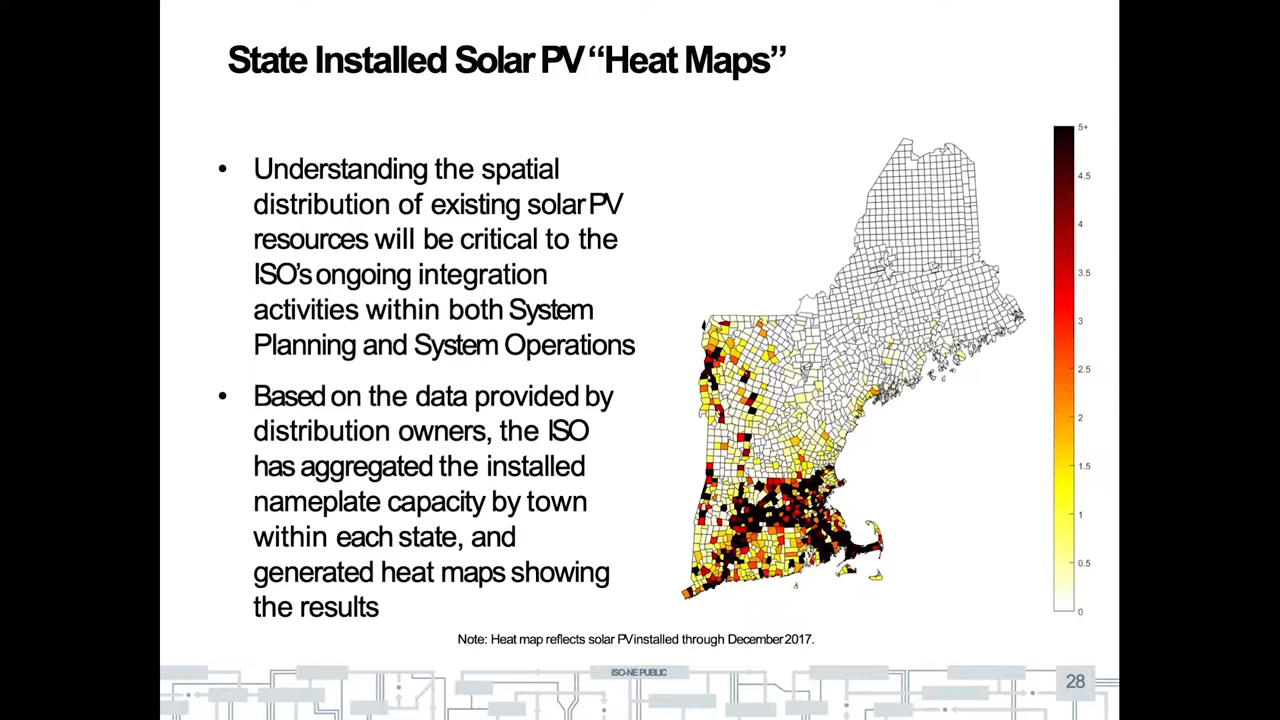 State Installed Solar PV “Heat Maps”
• Understanding the spatial
distribution of existing solar PV
resources will be critical to the
ISO’s ongoing integration
activities within both System
Planning and System Operations
• Based on the data provided by
distribution owners, the ISO
has aggregated the installed
nameplate capacity by town
within each state, and
generated heat maps showing
the results
5+
4.5
4
3.5
3
2.5
2
1.5
1
0.5
0
Note: Heat map reflects solar PV installed through December 2017.
ISO-NE PUBLIC
28